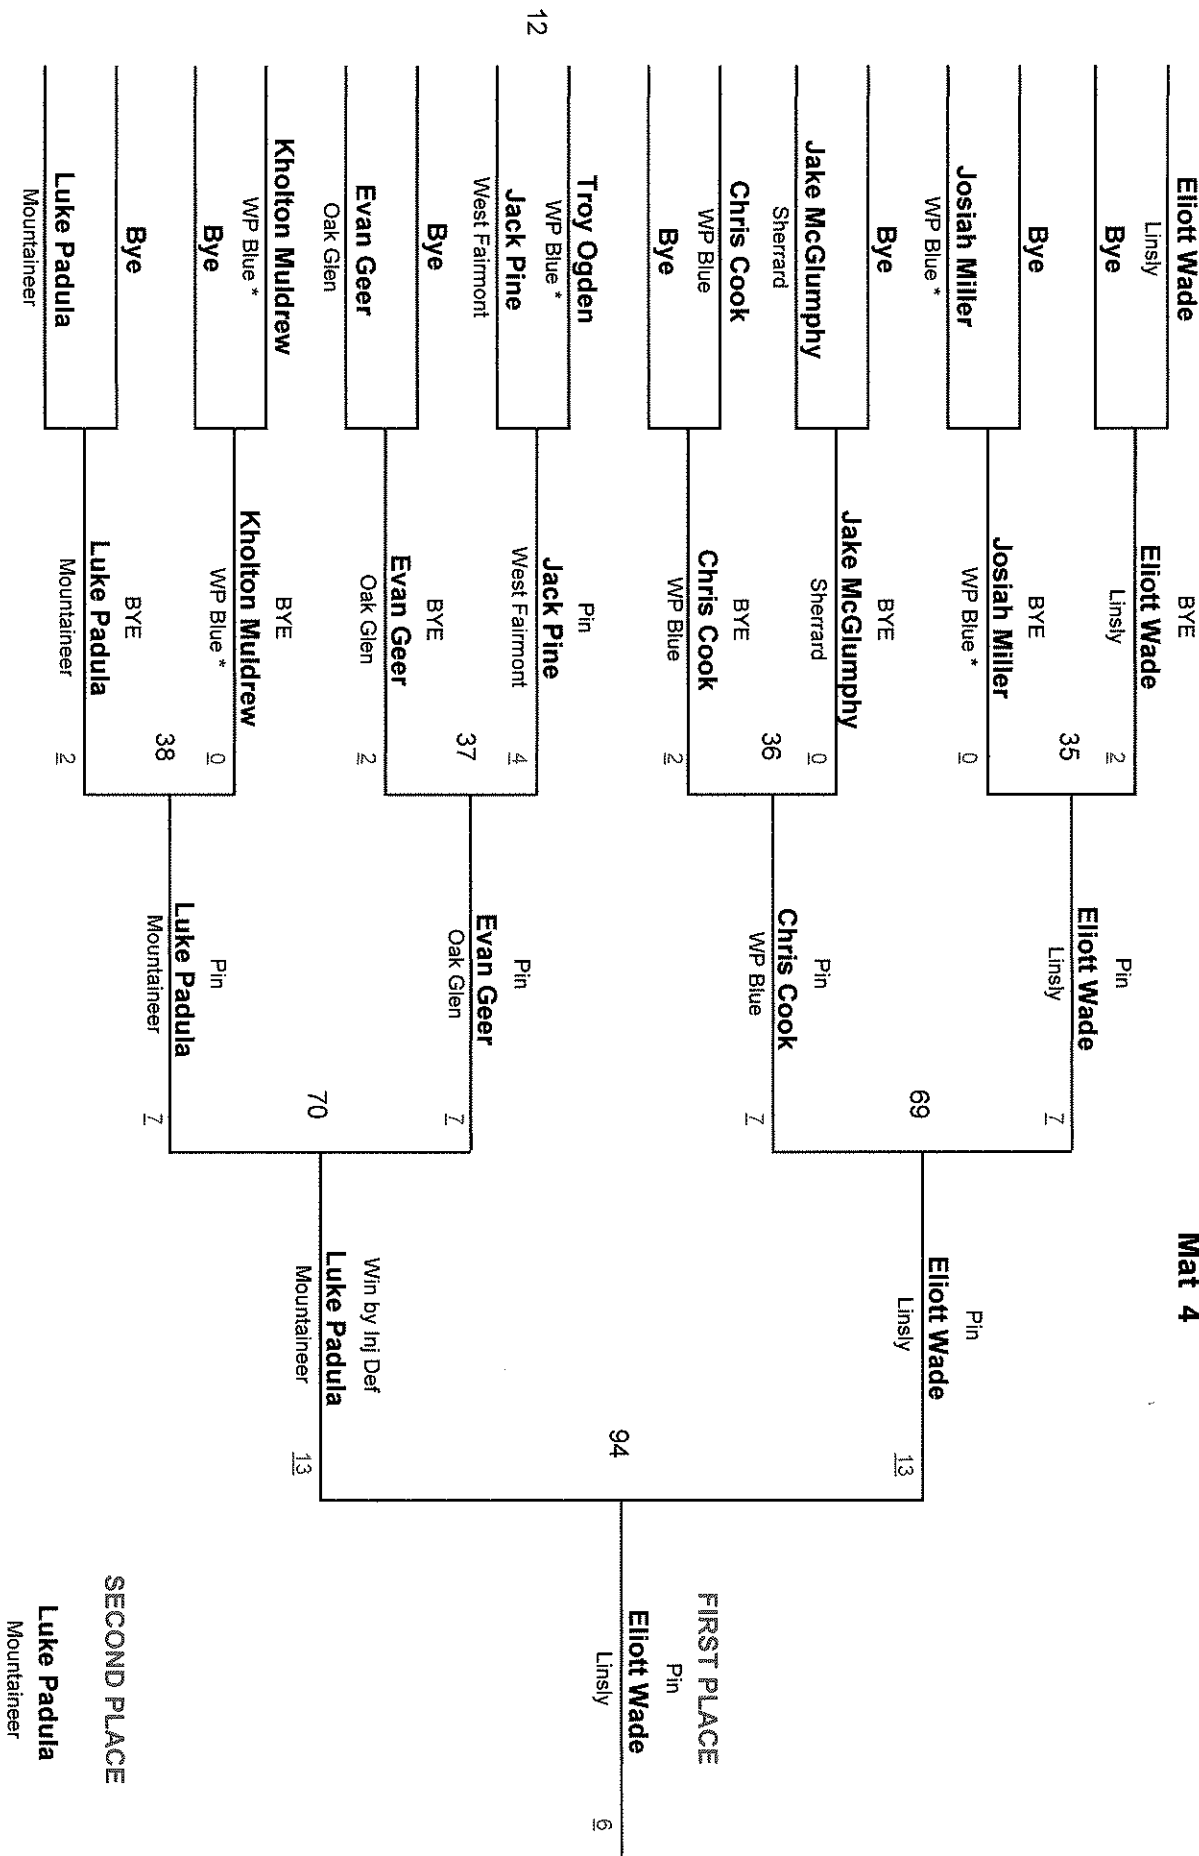 Mat 4
Eliott Wade
Linsly
Bye
Bye
Josiah Miller
WP Blue *
Bye
Jake McGlumphy
Sherrard
Chris Cook
WP Blue
Bye
12
Troy Ogden
WP Blue *
Jack Pine
West Fairmont
Bye
Evan Geer
Oak Glen
Kholton Muldrew
WP Blue *
Bye
Bye
Luke Padula
Mountaineer
BYE
Eliott Wade
Linsly
2
35
BYE
Josiah Miller
WP Blue *
0
BYE
Jake McGlumphy
Sherrard
0
36
BYE
Chris Cook
WP Blue
2
Pin
Jack Pine
West Fairmont
4
37
BYE
Evan Geer
Oak Glen
2
BYE
Kholton Muldrew
WP Blue *
0
38
BYE
Luke Padula
Mountaineer
2
Pin
Eliott Wade
Linsly
7
69
Pin
Chris Cook
WP Blue
7
Pin
Evan Geer
Oak Glen
7
70
Pin
Luke Padula
Mountaineer
7
Pin
Eliott Wade
Linsly
13
94
Win by Inj Def
Luke Padula
Mountaineer
13
FIRST PLACE
Pin
Eliott Wade
Linsly
6
SECOND PLACE
Luke Padula
Mountaineer